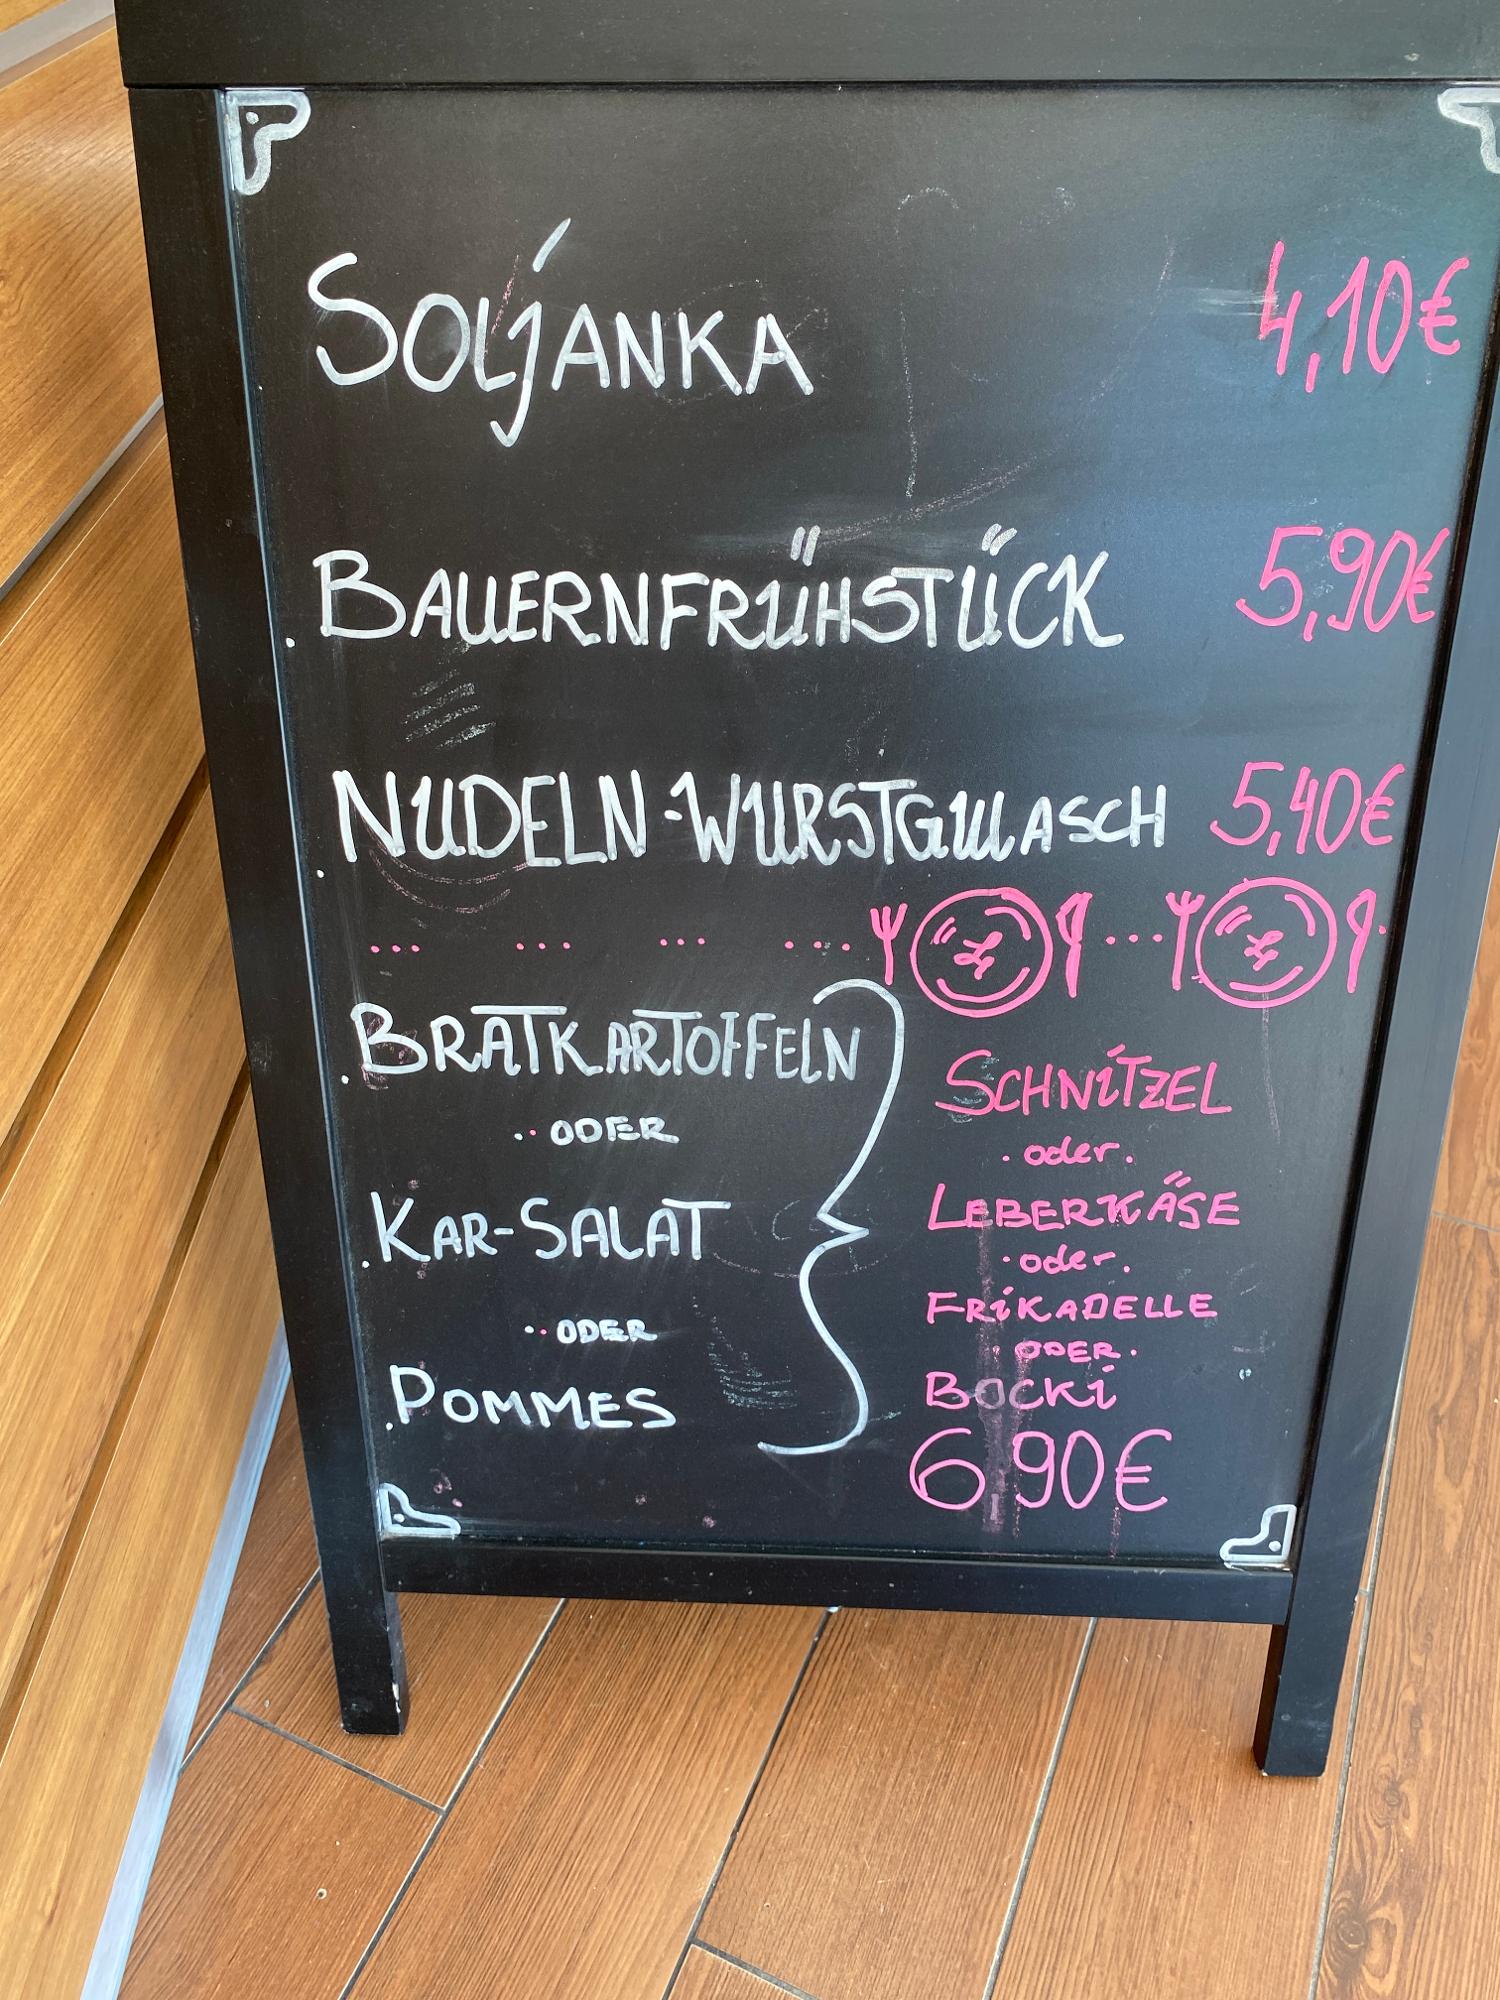 SOLJANKA 4,10€
BAUERNFRÜHSTÜCK 5,90€
NUDELN-WURSTGULASCH 5,40€
BRATKARTOFFELN
..ODER
KAR-SALAT
..ODER
POMMES
SCHNITZEL
.oder.
LEBERKÄSE
.oder.
FRIKADELLE
.ODER.
BOCKI
6,90€